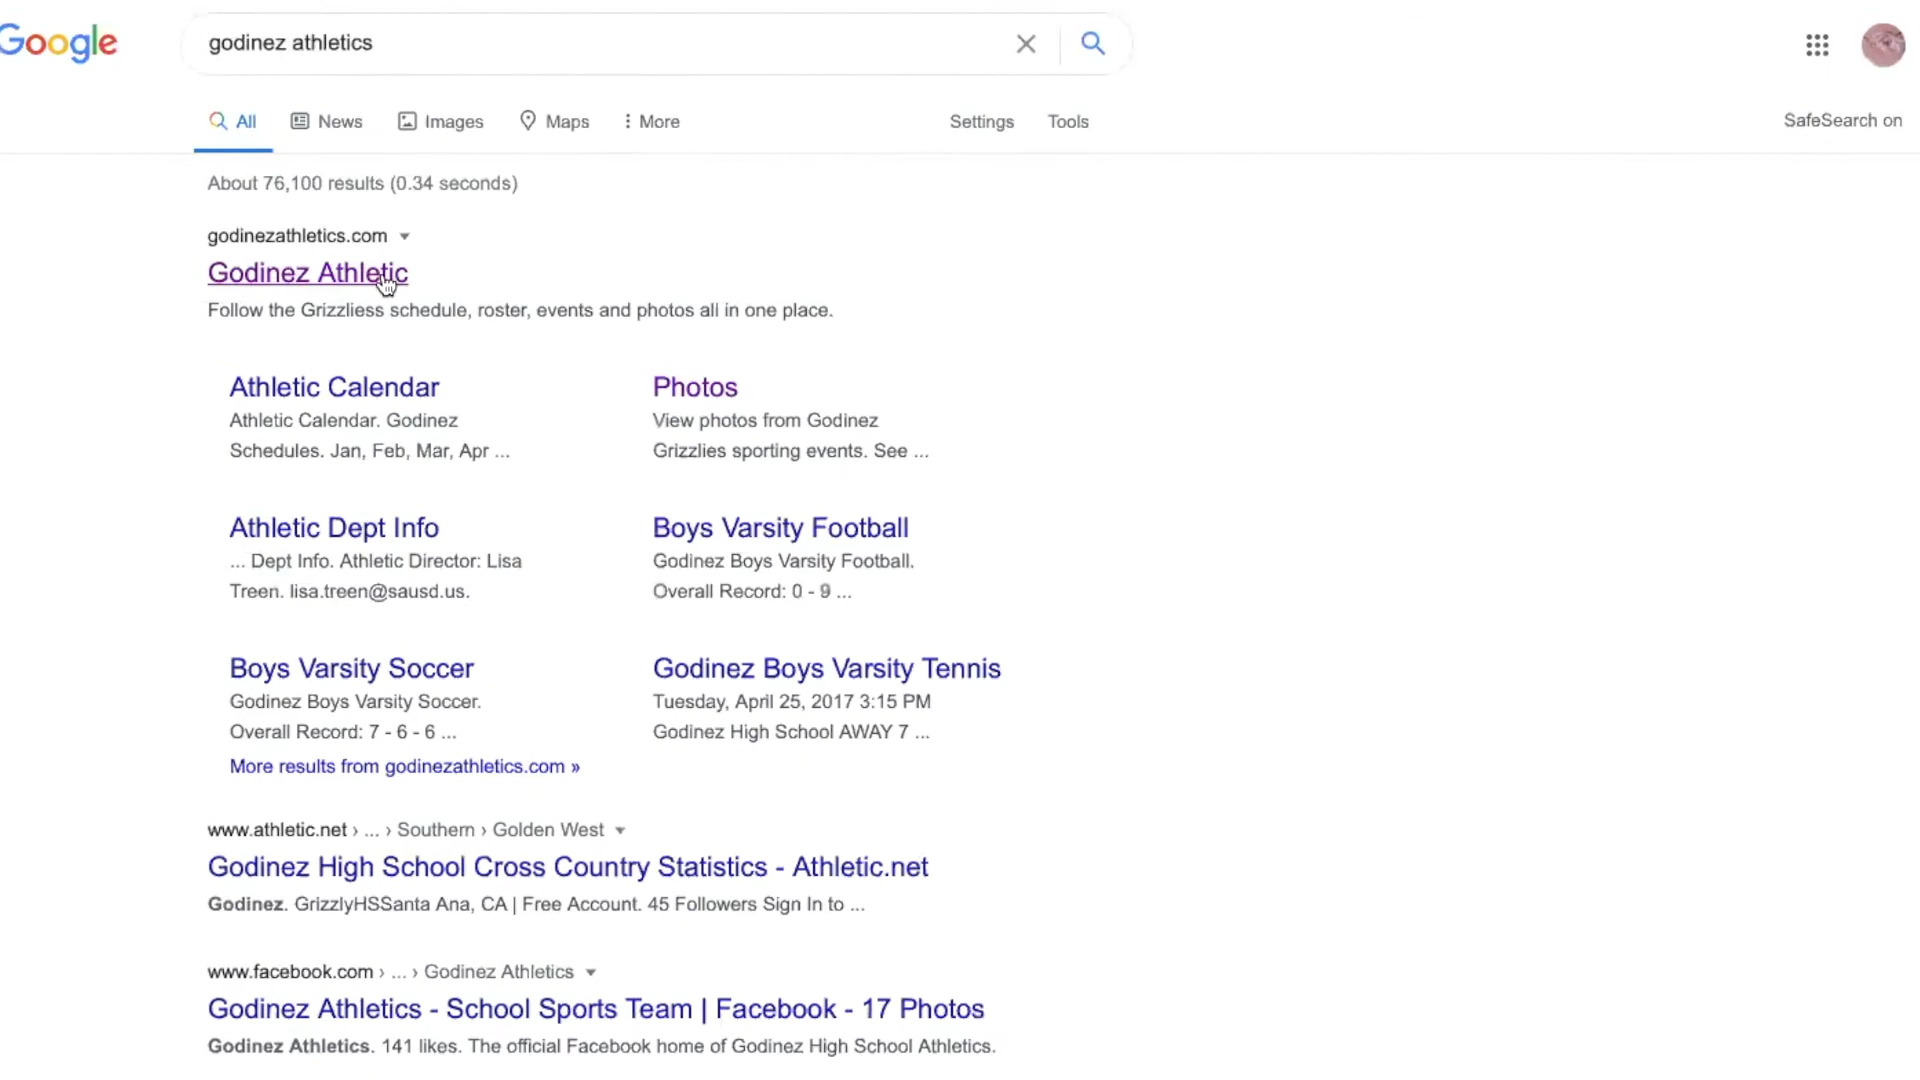 Google
godinez athletics
All News Images Maps More Settings Tools SafeSearch on
About 76,100 results (0.34 seconds)
godinezathletics.com
Godinez Athletic
Follow the Grizzliess schedule, roster, events and photos all in one place.
Athletic Calendar
Athletic Calendar. Godinez
Schedules. Jan, Feb, Mar, Apr ...
Photos
View photos from Godinez
Grizzlies sporting events. See ...
Athletic Dept Info
... Dept Info. Athletic Director: Lisa
Treen. lisa.treen@sausd.us.
Boys Varsity Football
Godinez Boys Varsity Football.
Overall Record: 0 - 9 ...
Boys Varsity Soccer
Godinez Boys Varsity Soccer.
Overall Record: 7 - 6 - 6 ...
Godinez Boys Varsity Tennis
Tuesday, April 25, 2017 3:15 PM
Godinez High School AWAY 7 ...
More results from godinezathletics.com »
www.athletic.net › ... › Southern › Golden West
Godinez High School Cross Country Statistics - Athletic.net
Godinez. GrizzlyHSSanta Ana, CA | Free Account. 45 Followers Sign In to ...
www.facebook.com › ... › Godinez Athletics
Godinez Athletics - School Sports Team | Facebook - 17 Photos
Godinez Athletics. 141 likes. The official Facebook home of Godinez High School Athletics.